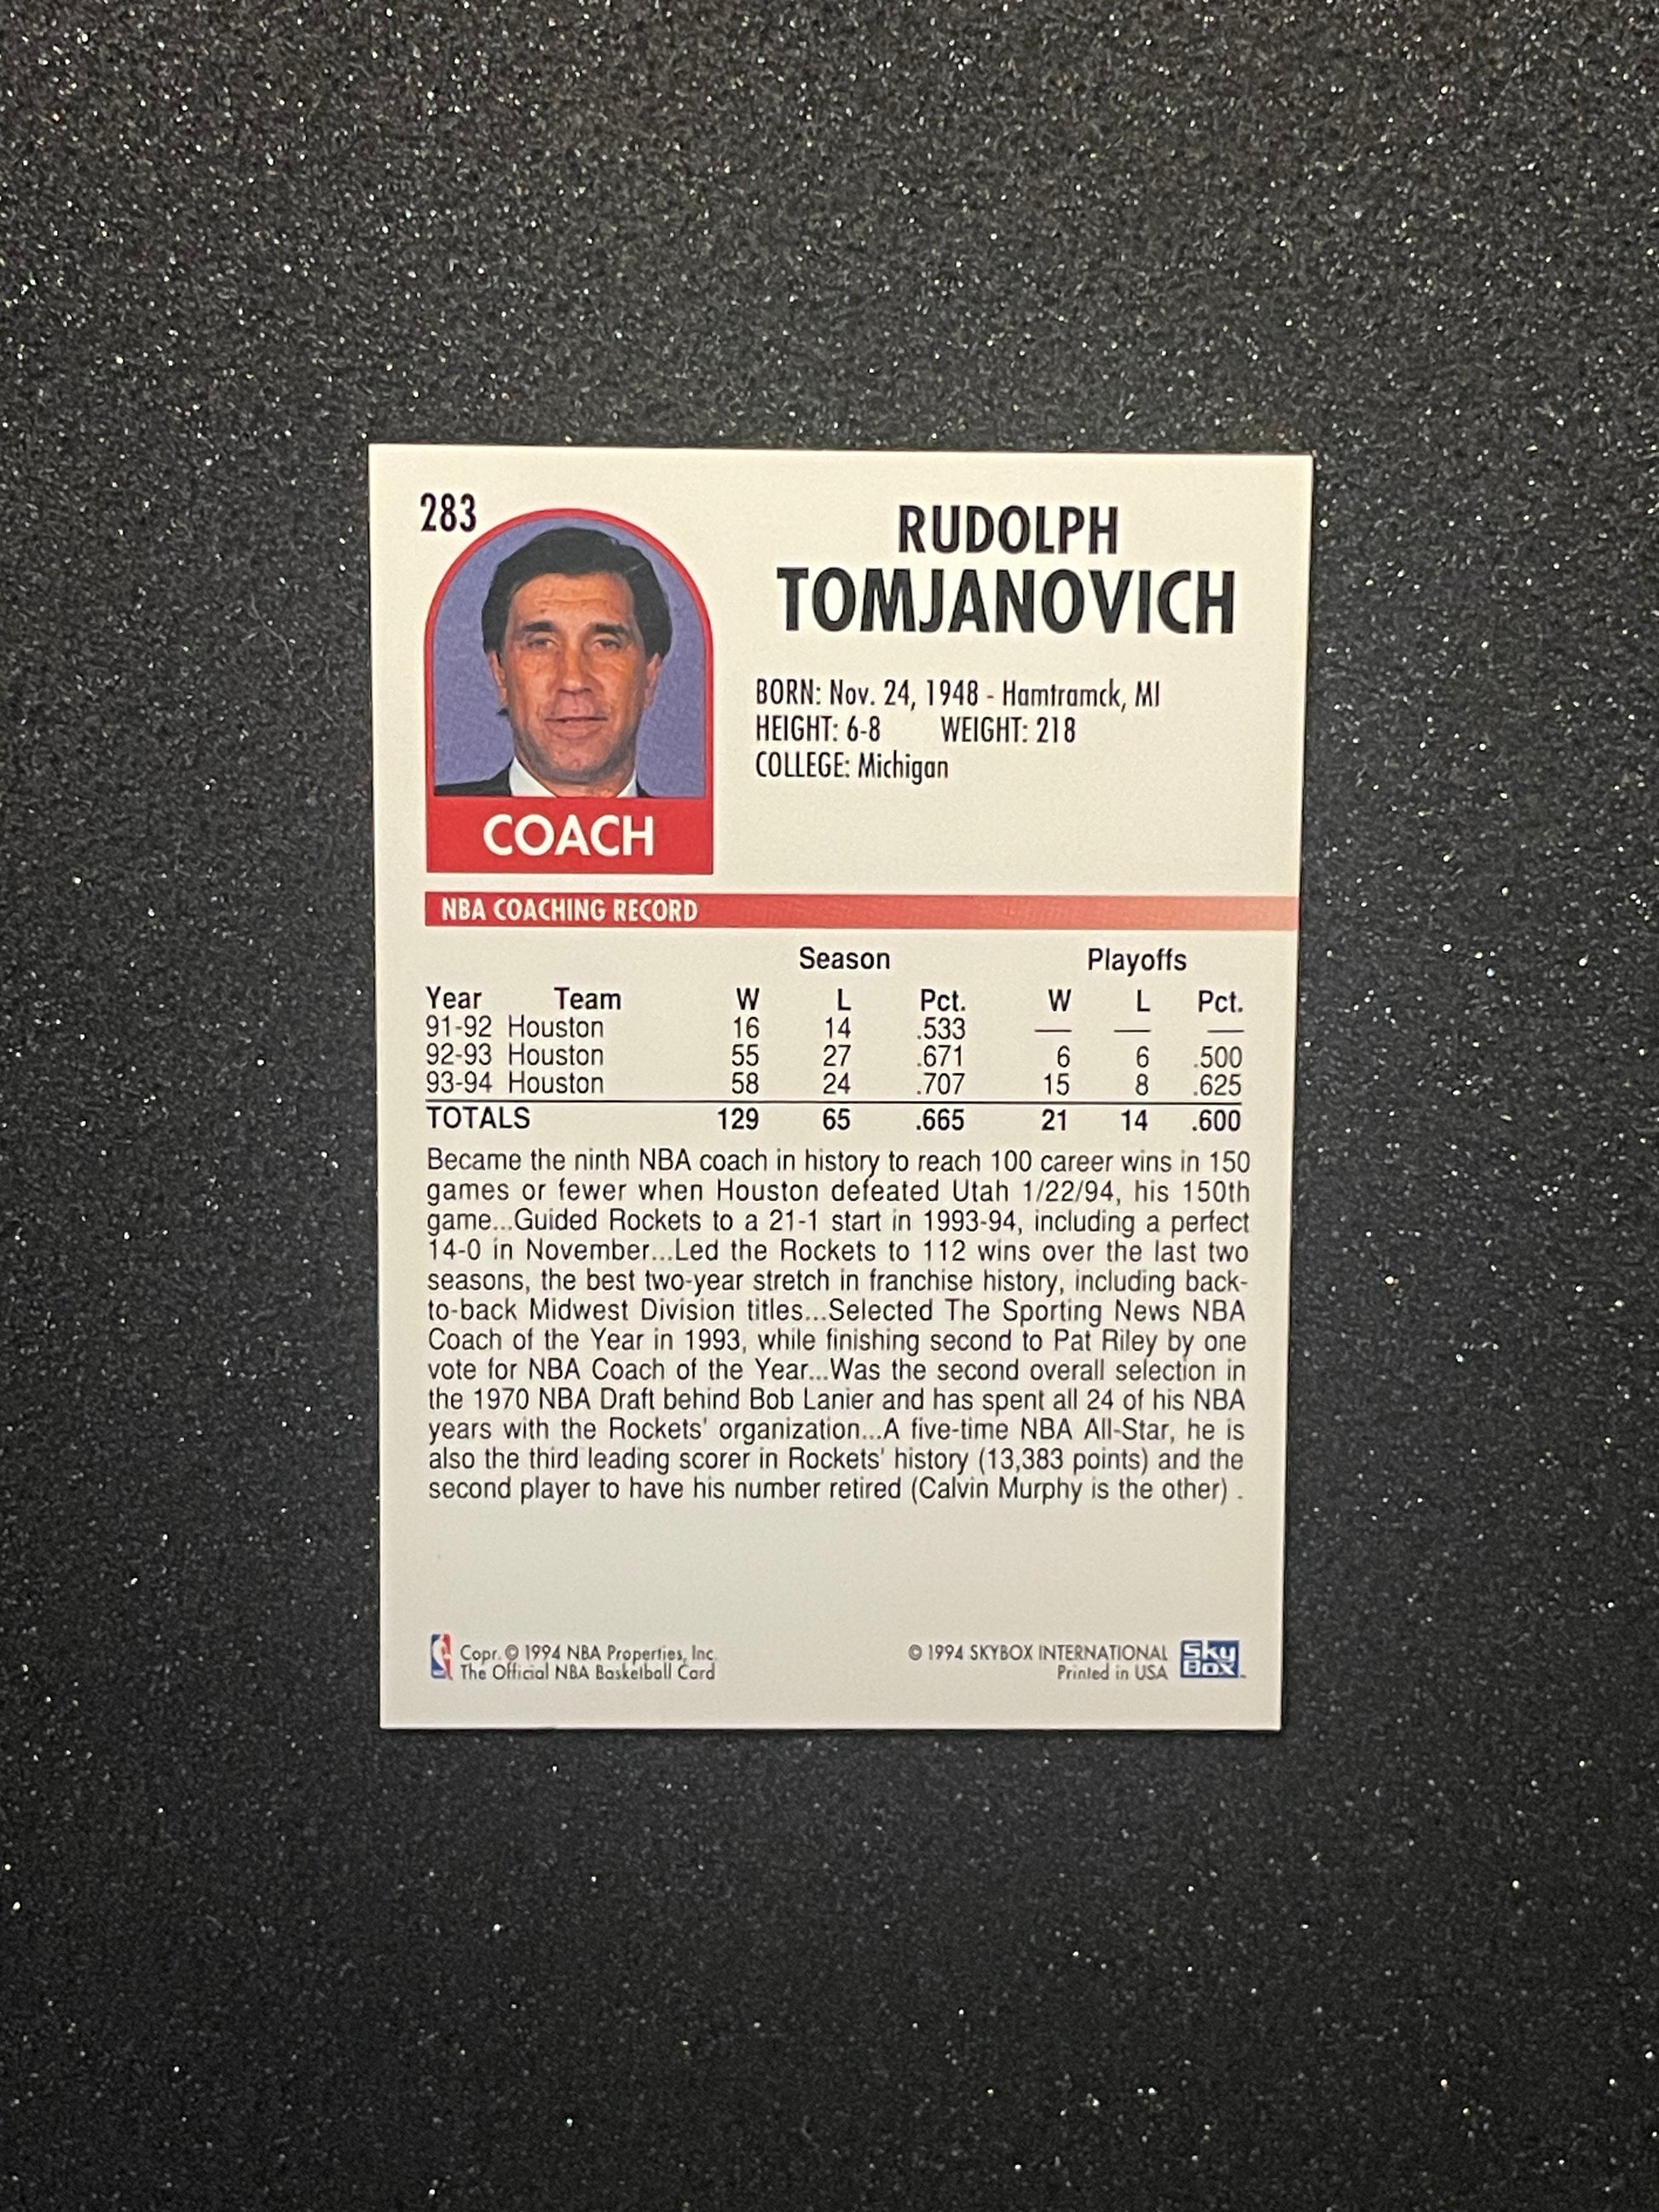 283
RUDOLPH
TOMJANOVICH
BORN: Nov. 24, 1948 - Hamtramck, MI
HEIGHT: 6-8 WEIGHT: 218
COLLEGE: Michigan
COACH
NBA COACHING RECORD
Season Playoffs
Year Team W L Pct. W L Pct.
91-92 Houston 16 14 .533 — — —
92-93 Houston 55 27 .671 6 6 .500
93-94 Houston 58 24 .707 15 8 .625
TOTALS 129 65 .665 21 14 .600
Became the ninth NBA coach in history to reach 100 career wins in 150
games or fewer when Houston defeated Utah 1/22/94, his 150th
game...Guided Rockets to a 21-1 start in 1993-94, including a perfect
14-0 in November...Led the Rockets to 112 wins over the last two
seasons, the best two-year stretch in franchise history, including back-
to-back Midwest Division titles...Selected The Sporting News NBA
Coach of the Year in 1993, while finishing second to Pat Riley by one
vote for NBA Coach of the Year...Was the second overall selection in
the 1970 NBA Draft behind Bob Lanier and has spent all 24 of his NBA
years with the Rockets' organization...A five-time NBA All-Star, he is
also the third leading scorer in Rockets' history (13,383 points) and the
second player to have his number retired (Calvin Murphy is the other) .
Copr. © 1994 NBA Properties, Inc.
The Official NBA Basketball Card
© 1994 SKYBOX INTERNATIONAL
Printed in USA
Sky
Box™